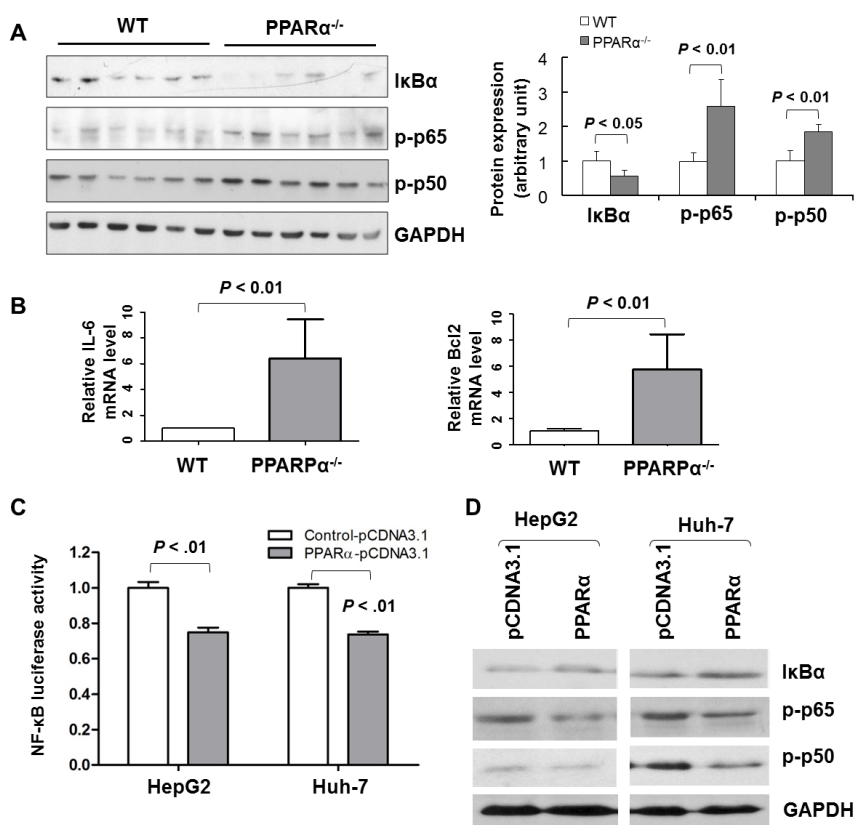 A
WT
PPARα-/-
IκBα
p-p65
p-p50
GAPDH
WT
PPARα-/-
Protein expression
(arbitrary unit)
4
3
2
1
0
P < 0.05
P < 0.01
P < 0.01
IκBα
p-p65
p-p50
B
Relative IL-6
mRNA level
10
8
6
4
2
0
P < 0.01
WT
PPARPα-/-
Relative Bcl2
mRNA level
10
8
6
4
2
0
P < 0.01
WT
PPARPα-/-
C
NF-κB luciferase activity
1.2
1.0
0.8
0.6
0.4
0.2
0.0
Control-pCDNA3.1
PPARα-pCDNA3.1
P < .01
P < .01
HepG2
Huh-7
D
HepG2
Huh-7
pCDNA3.1
PPARα
pCDNA3.1
PPARα
IκBα
p-p65
p-p50
GAPDH